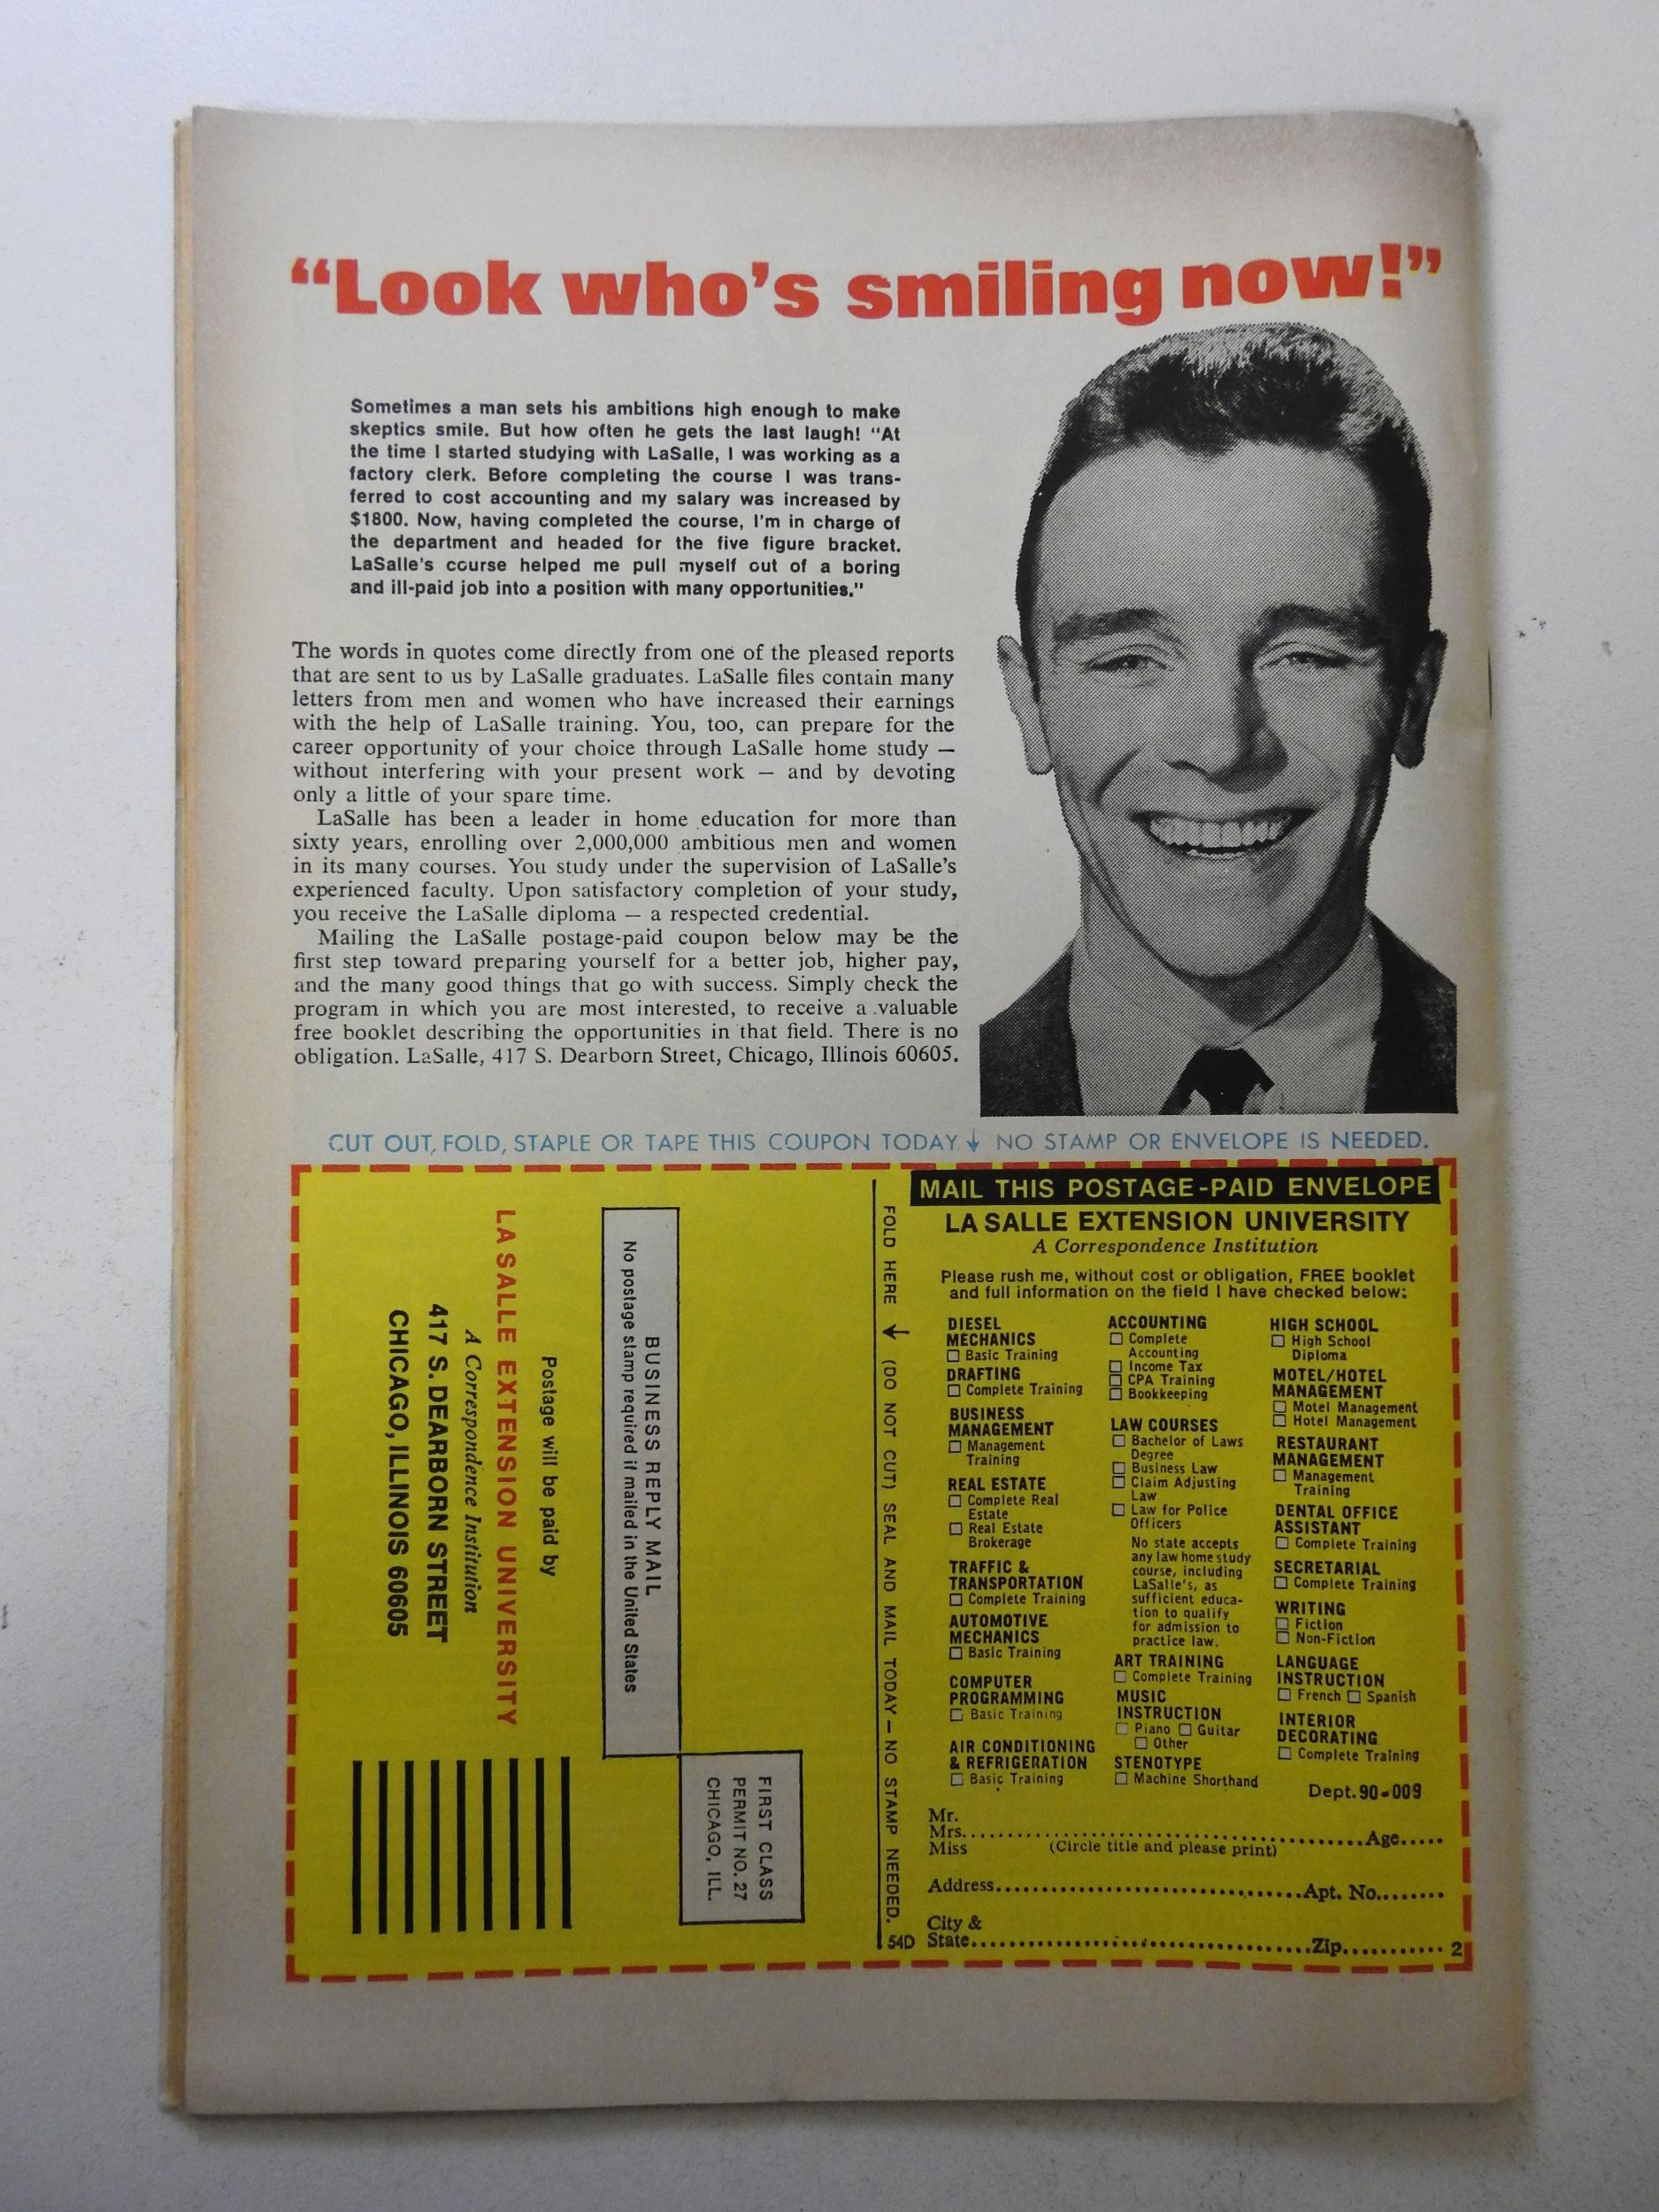 “Look who's smiling now!”
Sometimes a man sets his ambitions high enough to make
skeptics smile. But how often he gets the last laugh! “At
the time I started studying with LaSalle, I was working as a
factory clerk. Before completing the course I was trans-
ferred to cost accounting and my salary was increased by
$1800. Now, having completed the course, I'm in charge of
the department and headed for the five figure bracket.
LaSalle's course helped me pull myself out of a boring
and ill-paid job into a position with many opportunities."
The words in quotes come directly from one of the pleased reports
that are sent to us by LaSalle graduates. LaSalle files contain many
letters from men and women who have increased their earnings
with the help of LaSalle training. You, too, can prepare for the
career opportunity of your choice through LaSalle home study —
without interfering with your present work — and by devoting
only a little of your spare time.
LaSalle has been a leader in home education for more than
sixty years, enrolling over 2,000,000 ambitious men and women
in its many courses. You study under the supervision of LaSalle's
experienced faculty. Upon satisfactory completion of your study,
you receive the LaSalle diploma — a respected credential.
Mailing the LaSalle postage-paid coupon below may be the
first step toward preparing yourself for a better job, higher pay,
and the many good things that go with success. Simply check the
program in which you are most interested, to receive a valuable
free booklet describing the opportunities in that field. There is no
obligation. LaSalle, 417 S. Dearborn Street, Chicago, Illinois 60605.
CUT OUT, FOLD, STAPLE OR TAPE THIS COUPON TODAY ↓ NO STAMP OR ENVELOPE IS NEEDED.
FIRST CLASS
PERMIT NO. 27
CHICAGO, ILL.
BUSINESS REPLY MAIL
No postage stamp required if mailed in the United States
Postage will be paid by
LA SALLE EXTENSION UNIVERSITY
A Correspondence Institution
417 S. DEARBORN STREET
CHICAGO, ILLINOIS 60605
FOLD HERE → (DO NOT CUT) SEAL AND MAIL TODAY — NO STAMP NEEDED.
54D
MAIL THIS POSTAGE-PAID ENVELOPE
LA SALLE EXTENSION UNIVERSITY
A Correspondence Institution
Please rush me, without cost or obligation, FREE booklet
and full information on the field I have checked below:
DIESEL
MECHANICS
☐ Basic Training
DRAFTING
☐ Complete Training
BUSINESS
MANAGEMENT
☐ Management
Training
REAL ESTATE
☐ Complete Real
Estate
☐ Real Estate
Brokerage
TRAFFIC &
TRANSPORTATION
☐ Complete Training
AUTOMOTIVE
MECHANICS
☐ Basic Training
COMPUTER
PROGRAMMING
☐ Basic Training
AIR CONDITIONING
& REFRIGERATION
☐ Basic Training
ACCOUNTING
☐ Complete
Accounting
☐ Income Tax
☐ CPA Training
☐ Bookkeeping
LAW COURSES
☐ Bachelor of Laws
Degree
☐ Business Law
☐ Claim Adjusting
Law
☐ Law for Police
Officers
No state accepts
any law home study
course, including
LaSalle's, as
sufficient educa-
tion to qualify
for admission to
practice law.
ART TRAINING
☐ Complete Training
MUSIC
INSTRUCTION
☐ Piano ☐ Guitar
☐ Other
STENOTYPE
☐ Machine Shorthand
HIGH SCHOOL
☐ High School
Diploma
MOTEL/HOTEL
MANAGEMENT
☐ Motel Management
☐ Hotel Management
RESTAURANT
MANAGEMENT
☐ Management
Training
DENTAL OFFICE
ASSISTANT
☐ Complete Training
SECRETARIAL
☐ Complete Training
WRITING
☐ Fiction
☐ Non-Fiction
LANGUAGE
INSTRUCTION
☐ French ☐ Spanish
INTERIOR
DECORATING
☐ Complete Training
Dept. 90-009
Mr.
Mrs. Age
Miss (Circle title and please print)
Address Apt. No.
City &
State Zip 2